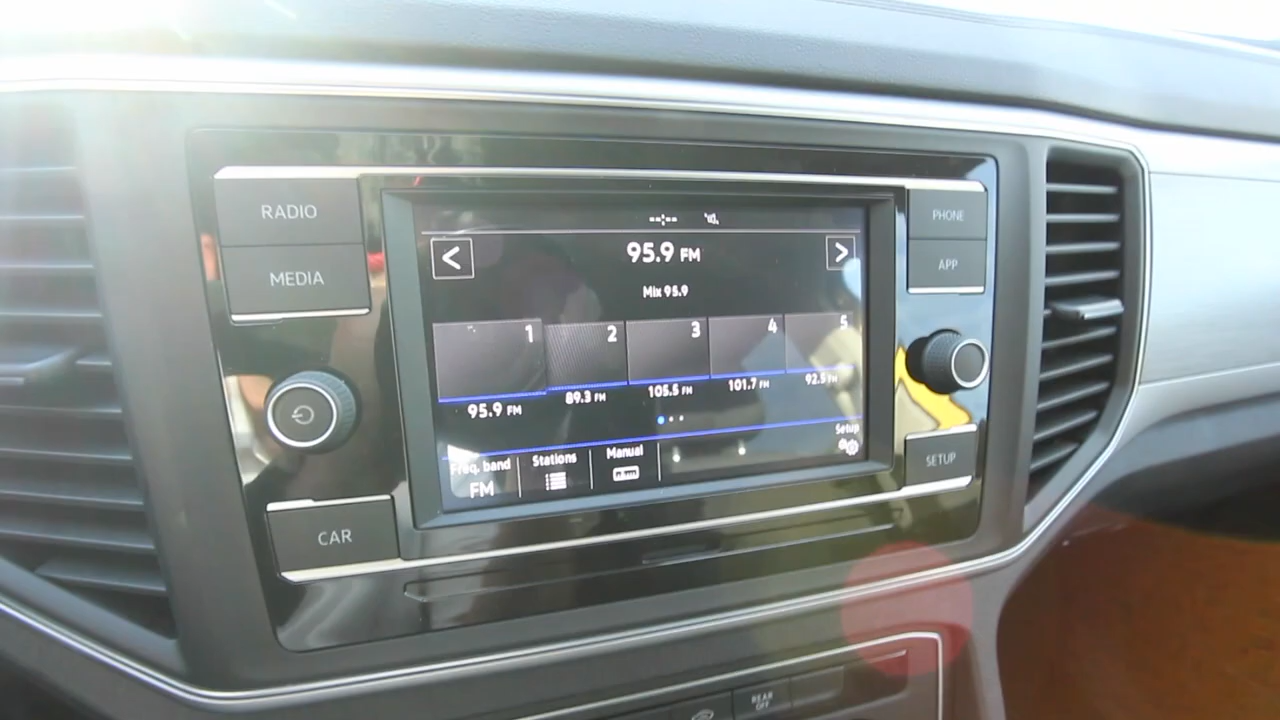 RADIO
MEDIA
CAR
--:--
95.9 FM
Mix 95.9
1
2
3
4
5
95.9 FM
89.3 FM
105.5 FM
101.7 FM
92.5 FM
Setup
Freq. band
FM
Stations
Manual
PHONE
APP
SETUP
REAR
OFF